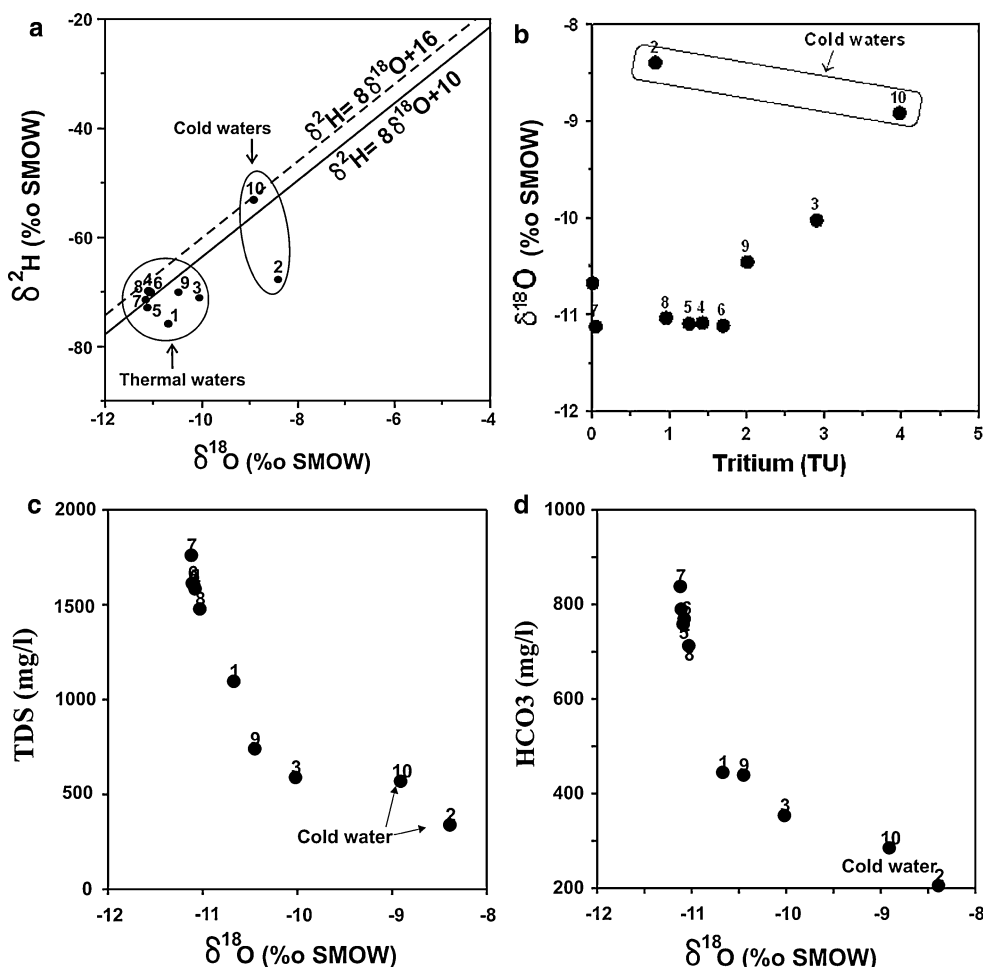 a
-20
-40
-60
-80
δ²H (%o SMOW)
δ²H= 8δ¹⁸O+16
δ²H= 8δ¹⁸O+10
Cold waters
10
2
8 4 6 9 3
7
5
1
Thermal waters
-12 -10 -8 -6 -4
δ¹⁸O (%o SMOW)
b
-8
-9
-10
-11
-12
δ¹⁸O (%o SMOW)
Cold waters
2
10
3
9
7
8 5 4 6
0 1 2 3 4 5
Tritium (TU)
c
2000
1500
1000
500
0
TDS (mg/l)
7
8
1
9
3
10
2
Cold water
-12 -11 -10 -9 -8
δ¹⁸O (%o SMOW)
d
1000
800
600
400
200
HCO3 (mg/l)
7
6
5
8
1 9
3
10
Cold water
2
-12 -11 -10 -9 -8
δ¹⁸O (%o SMOW)